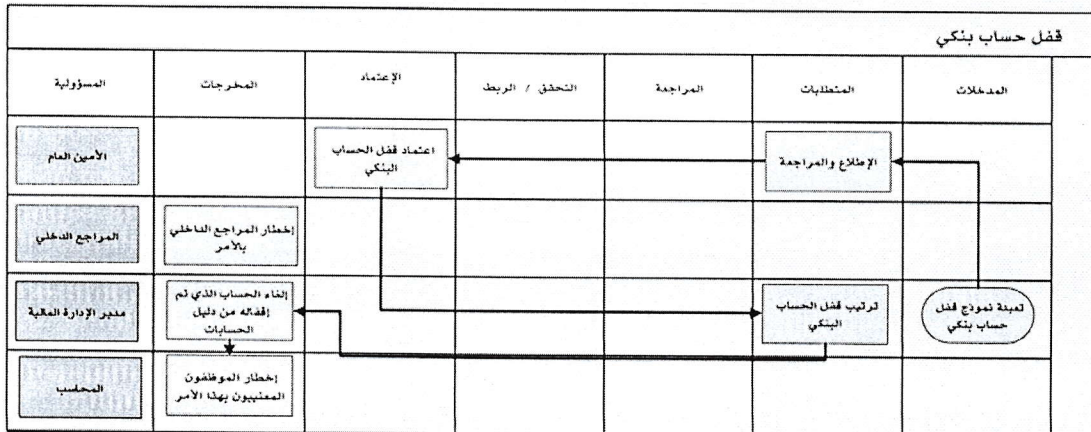 قفل حساب بنكي
المدخلات
المتطلبات
المراجعة
التحقق / الربط
الإعتماد
المخرجات
المسؤولية
الإطلاع والمراجعة
اعتماد قفل الحساب
البنكي
الأمين العام
إخطار المراجع الداخلي
بالأمر
المراجع الدخلي
تعبئة نموذج قفل
حساب بنكي
ترتيب قفل الحساب
البنكي
إلغاء الحساب الذي تم
إقفاله من دليل
الحسابات
مدير الإدارة المالية
إخطار الموظفون
المعنييون بهذا الأمر
المحاسب